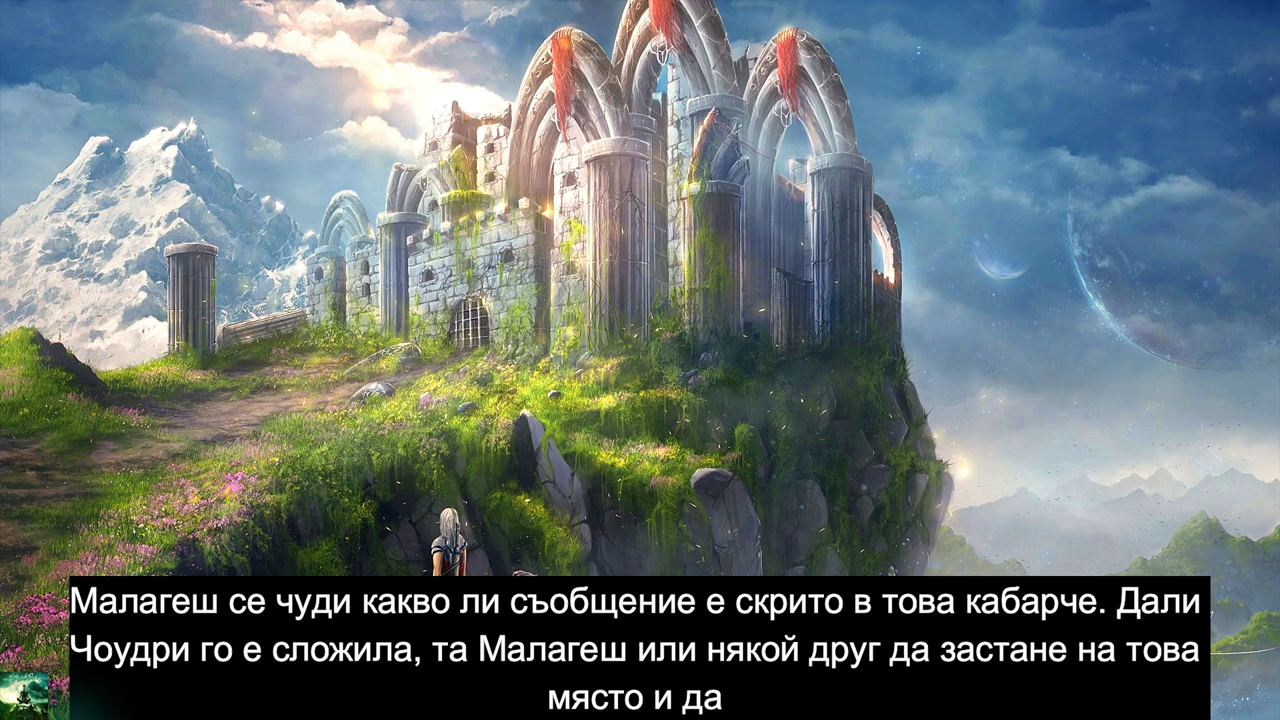 Малагеш се чуди какво ли съобщение е скрито в това кабарче. Дали
Чоудри го е сложила, та Малагеш или някой друг да застане на това
място и да